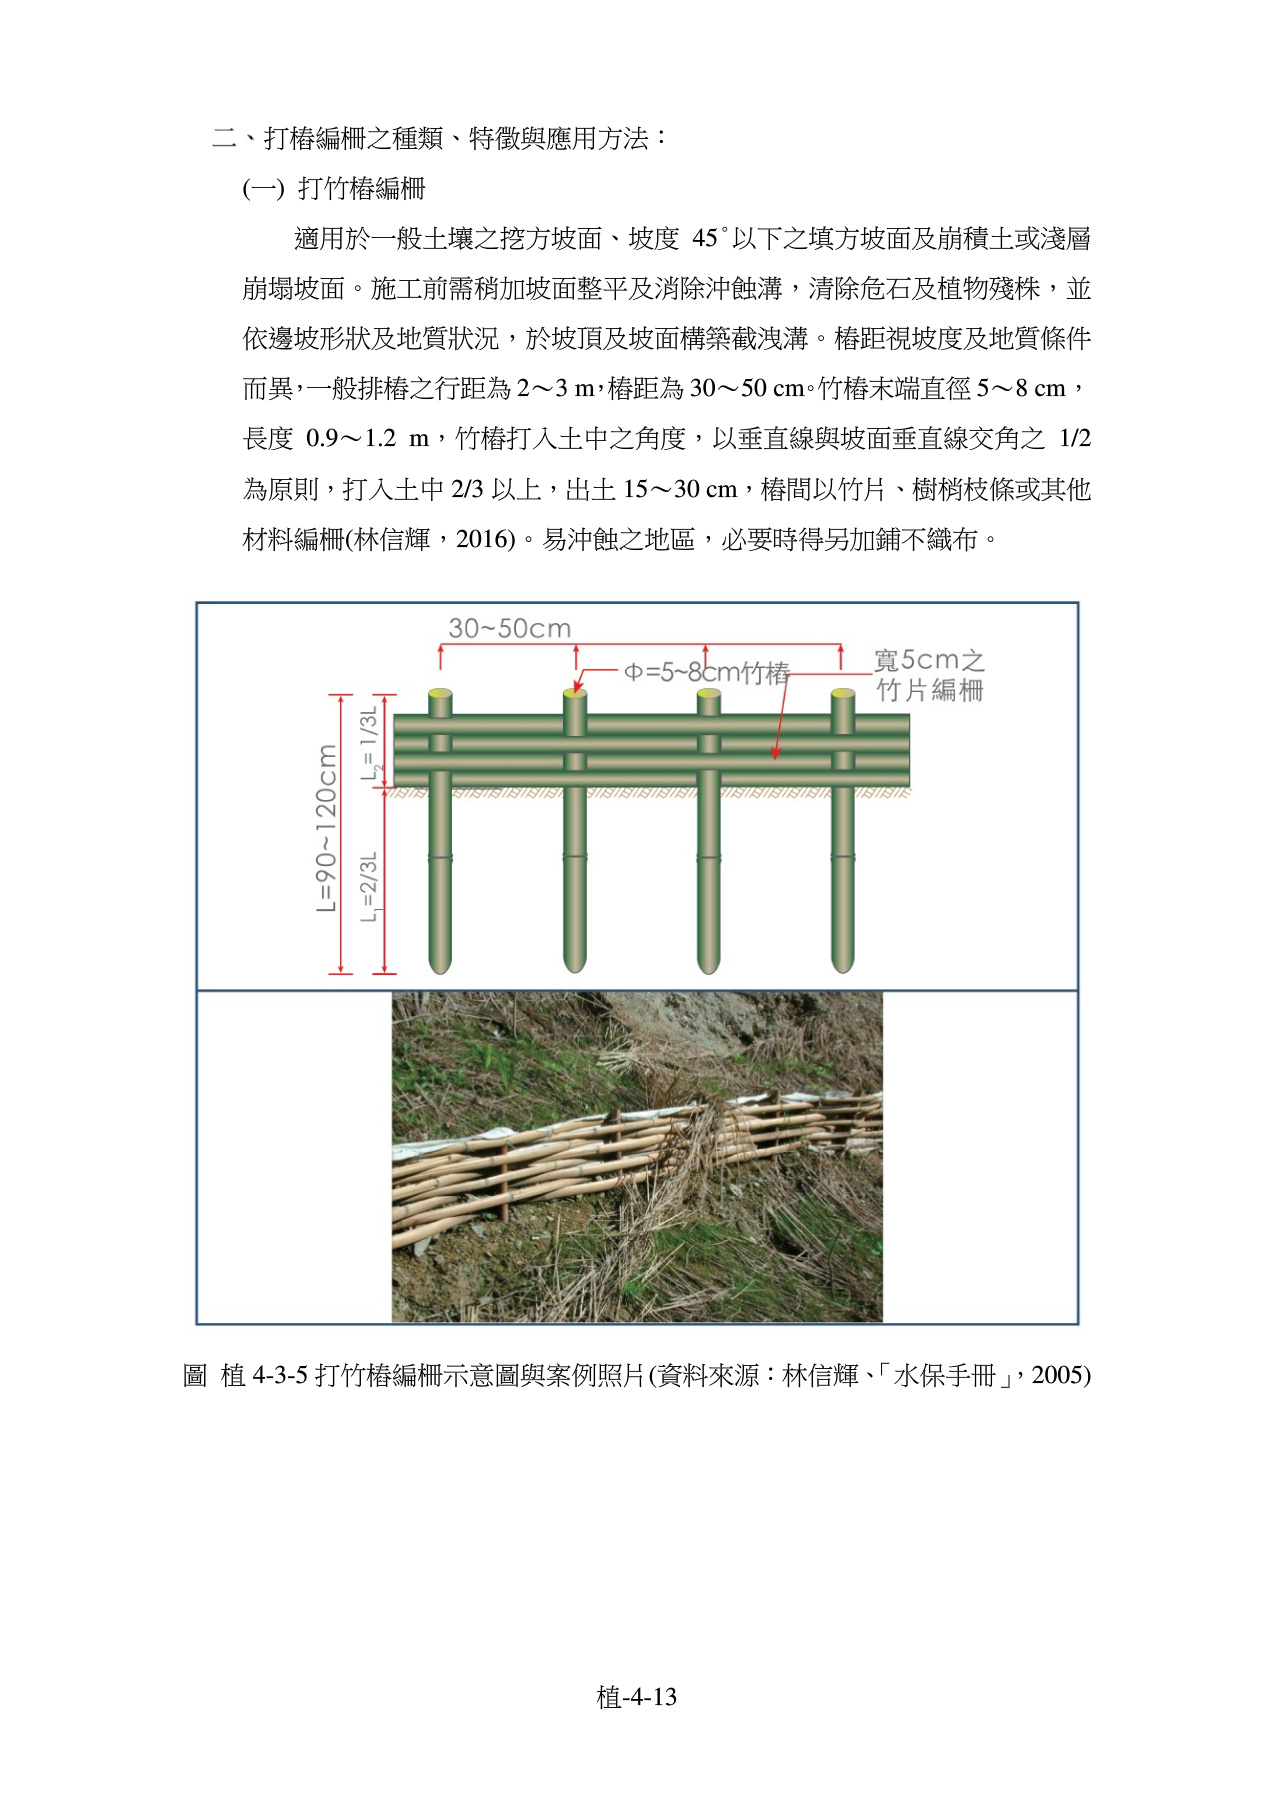 二、打樁編柵之種類、特徵與應用方法：
(一) 打竹樁編柵
適用於一般土壤之挖方坡面、坡度 45°以下之填方坡面及崩積土或淺層
崩塌坡面。施工前需稍加坡面整平及消除沖蝕溝，清除危石及植物殘株，並
依邊坡形狀及地質狀況，於坡頂及坡面構築截洩溝。樁距視坡度及地質條件
而異，一般排樁之行距為 2～3 m，樁距為 30～50 cm。竹樁末端直徑 5～8 cm，
長度 0.9～1.2 m，竹樁打入土中之角度，以垂直線與坡面垂直線交角之 1/2
為原則，打入土中 2/3 以上，出土 15～30 cm，樁間以竹片、樹梢枝條或其他
材料編柵(林信輝，2016)。易沖蝕之地區，必要時得另加鋪不織布。
30~50cm
Φ=5~8cm竹樁
寬5cm之
竹片編柵
L=90~120cm
L₂= 1/3L
L₁=2/3L
圖 植 4-3-5 打竹樁編柵示意圖與案例照片(資料來源：林信輝、「水保手冊」，2005)
植-4-13